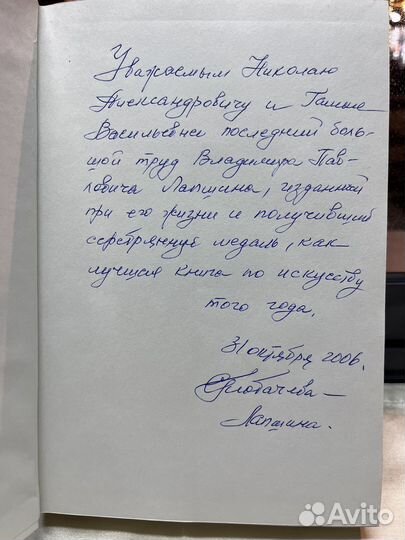 Уважаемым Николаю
Александровичу и Галине
Васильевне последний боль-
шой труд Владимира Пав-
ловича Лапшина, изданный
при его жизни и получивший
серебряную медаль, как
лучшая книга по искусству
того года.
31 октября 2006.
Лапшина.
Avito